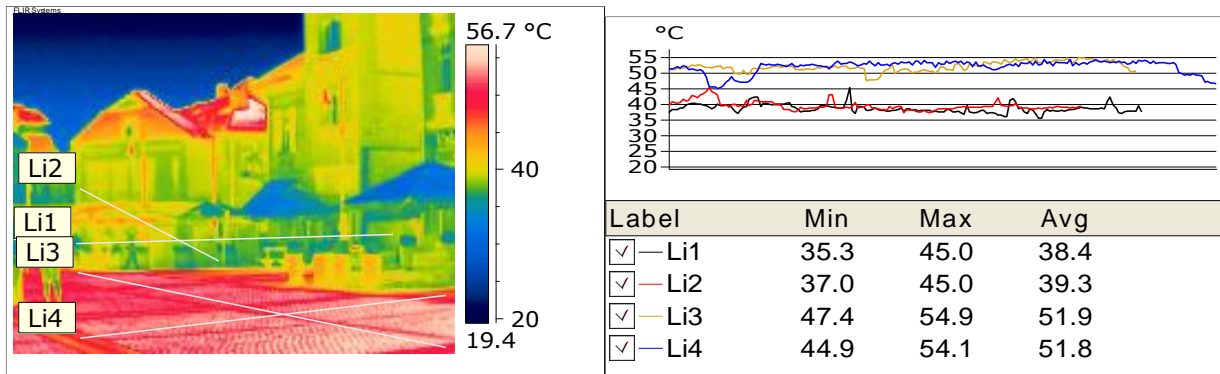 FLIR Systems
56.7 °C
40
20
19.4
Li2
Li1
Li3
Li4
°C
55
50
45
40
35
30
25
20
Label Min Max Avg
Li1 35.3 45.0 38.4
Li2 37.0 45.0 39.3
Li3 47.4 54.9 51.9
Li4 44.9 54.1 51.8